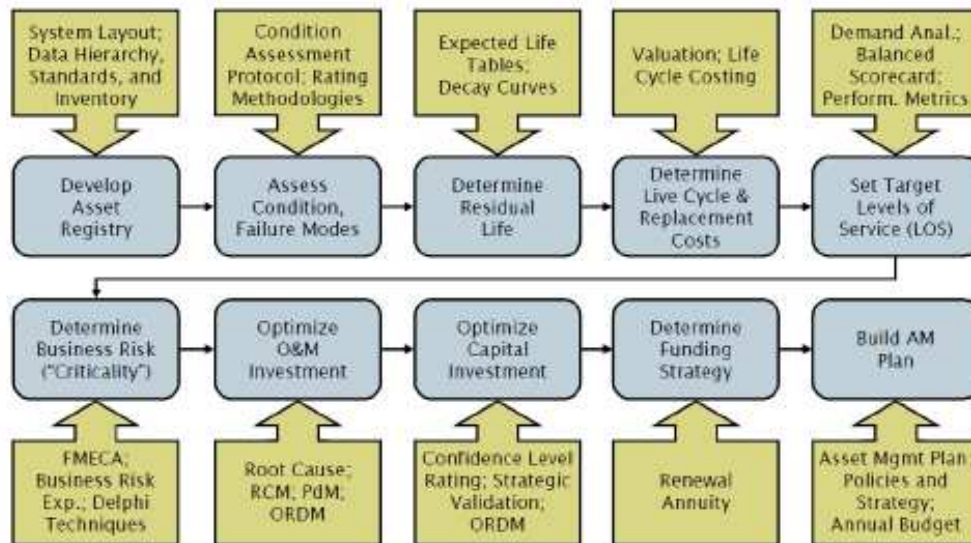 System Layout;
Data Hierarchy,
Standards, and
Inventory
Condition
Assessment
Protocol; Rating
Methodologies
Expected Life
Tables;
Decay Curves
Valuation; Life
Cycle Costing
Demand Anal.;
Balanced
Scorecard;
Perform. Metrics
Develop
Asset
Registry
Assess
Condition,
Failure Modes
Determine
Residual
Life
Determine
Live Cycle &
Replacement
Costs
Set Target
Levels of
Service (LOS)
Determine
Business Risk
("Criticality")
Optimize
O&M
Investment
Optimize
Capital
Investment
Determine
Funding
Strategy
Build AM
Plan
FMECA;
Business Risk
Exp.; Delphi
Techniques
Root Cause;
RCM; PdM;
ORDM
Confidence Level
Rating; Strategic
Validation;
ORDM
Renewal
Annuity
Asset Mgmt Plan
Policies and
Strategy;
Annual Budget